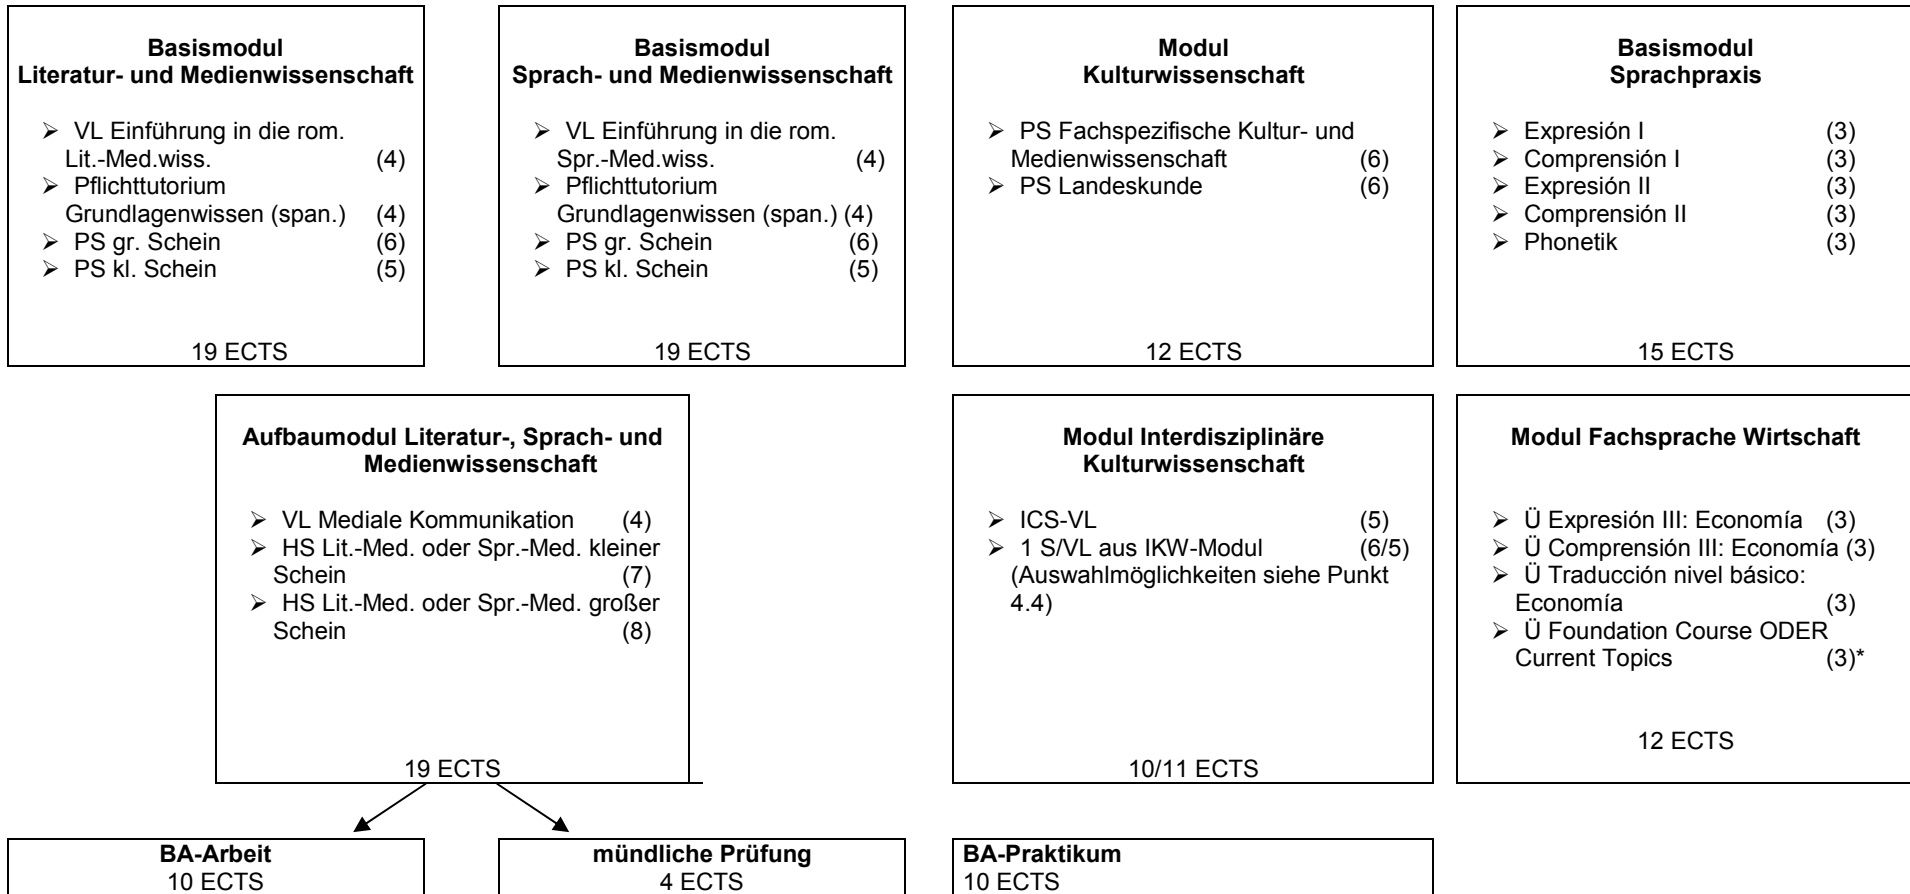 Basismodul
Literatur- und Medienwissenschaft
➢ VL Einführung in die rom.
Lit.-Med.wiss. (4)
➢ Pflichttutorium
Grundlagenwissen (span.) (4)
➢ PS gr. Schein (6)
➢ PS kl. Schein (5)
19 ECTS
Basismodul
Sprach- und Medienwissenschaft
➢ VL Einführung in die rom.
Spr.-Med.wiss. (4)
➢ Pflichttutorium
Grundlagenwissen (span.) (4)
➢ PS gr. Schein (6)
➢ PS kl. Schein (5)
19 ECTS
Modul
Kulturwissenschaft
➢ PS Fachspezifische Kultur- und
Medienwissenschaft (6)
➢ PS Landeskunde (6)
12 ECTS
Basismodul
Sprachpraxis
➢ Expresión I (3)
➢ Comprensión I (3)
➢ Expresión II (3)
➢ Comprensión II (3)
➢ Phonetik (3)
15 ECTS
Aufbaumodul Literatur-, Sprach- und
Medienwissenschaft
➢ VL Mediale Kommunikation (4)
➢ HS Lit.-Med. oder Spr.-Med. kleiner
Schein (7)
➢ HS Lit.-Med. oder Spr.-Med. großer
Schein (8)
19 ECTS
Modul Interdisziplinäre
Kulturwissenschaft
➢ ICS-VL (5)
➢ 1 S/VL aus IKW-Modul (6/5)
(Auswahlmöglichkeiten siehe Punkt
4.4)
10/11 ECTS
Modul Fachsprache Wirtschaft
➢ Ü Expresión III: Economía (3)
➢ Ü Comprensión III: Economía (3)
➢ Ü Traducción nivel básico:
Economía (3)
➢ Ü Foundation Course ODER
Current Topics (3)*
12 ECTS
BA-Arbeit
10 ECTS
mündliche Prüfung
4 ECTS
BA-Praktikum
10 ECTS